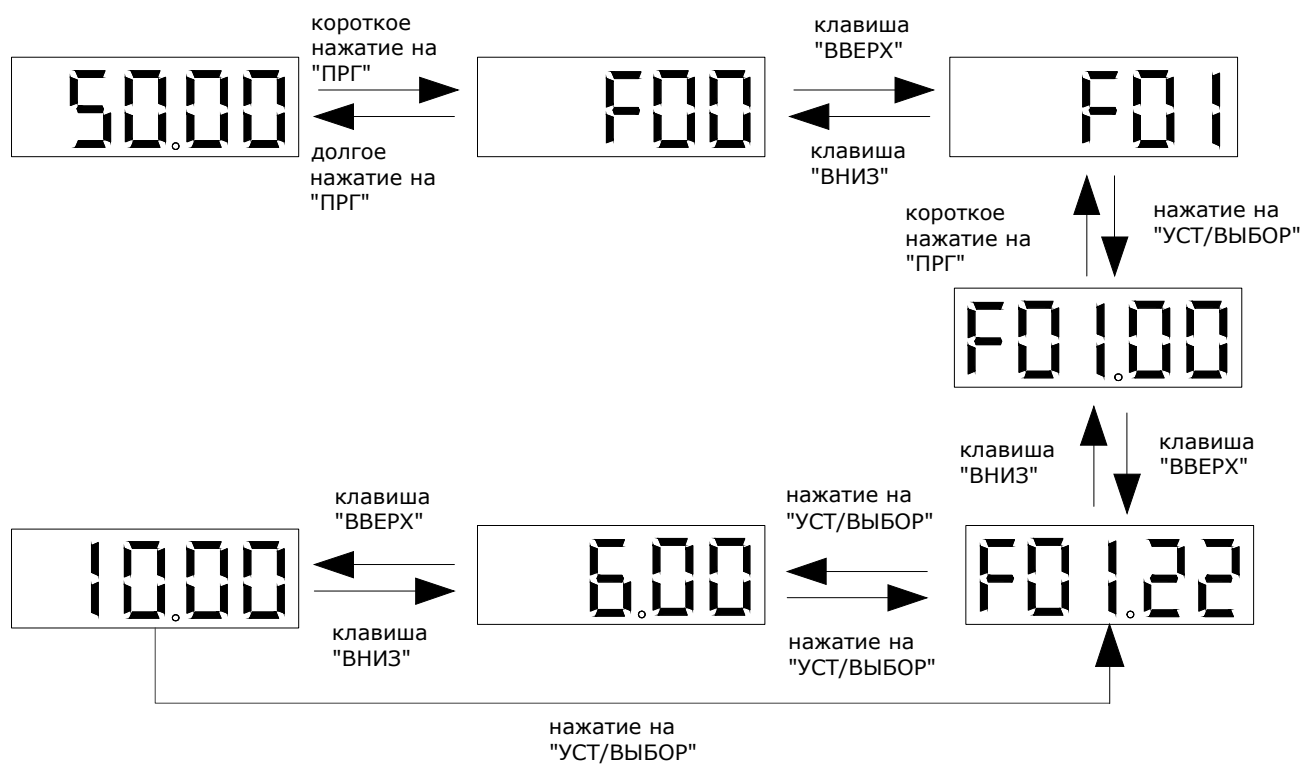 короткое
нажатие на
"ПРГ"
клавиша
"ВВЕРХ"
50.00
F00
F01
долгое
нажатие на
"ПРГ"
клавиша
"ВНИЗ"
короткое
нажатие на
"ПРГ"
нажатие на
"УСТ/ВЫБОР"
F01.00
клавиша
"ВНИЗ"
клавиша
"ВВЕРХ"
клавиша
"ВВЕРХ"
нажатие на
"УСТ/ВЫБОР"
10.00
6.00
F01.22
клавиша
"ВНИЗ"
нажатие на
"УСТ/ВЫБОР"
нажатие на
"УСТ/ВЫБОР"